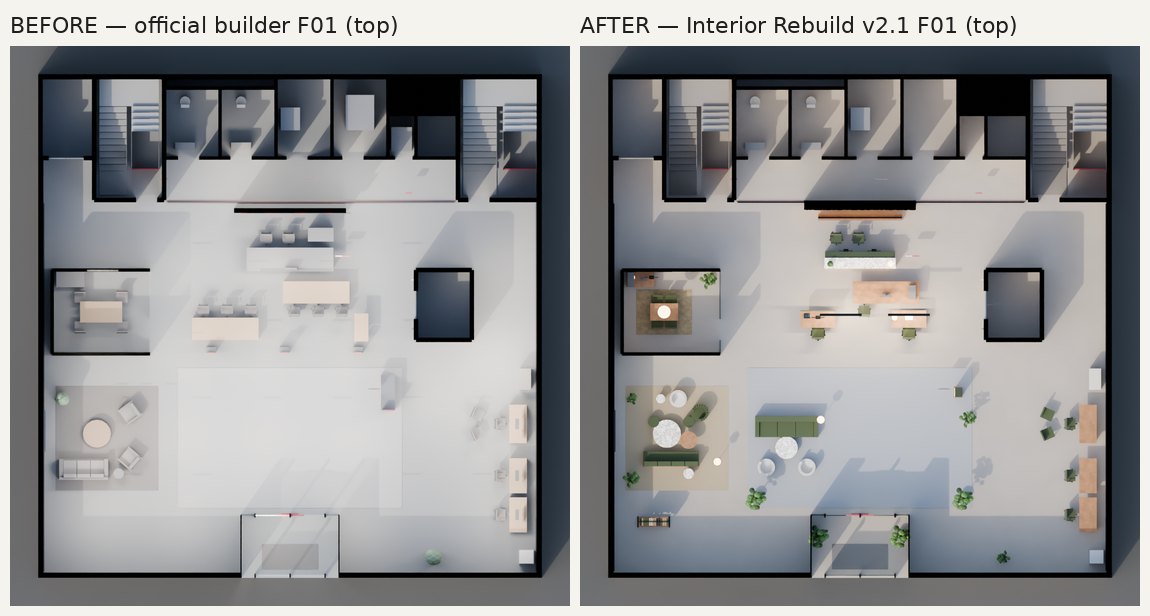 BEFORE — official builder F01 (top)
AFTER — Interior Rebuild v2.1 F01 (top)